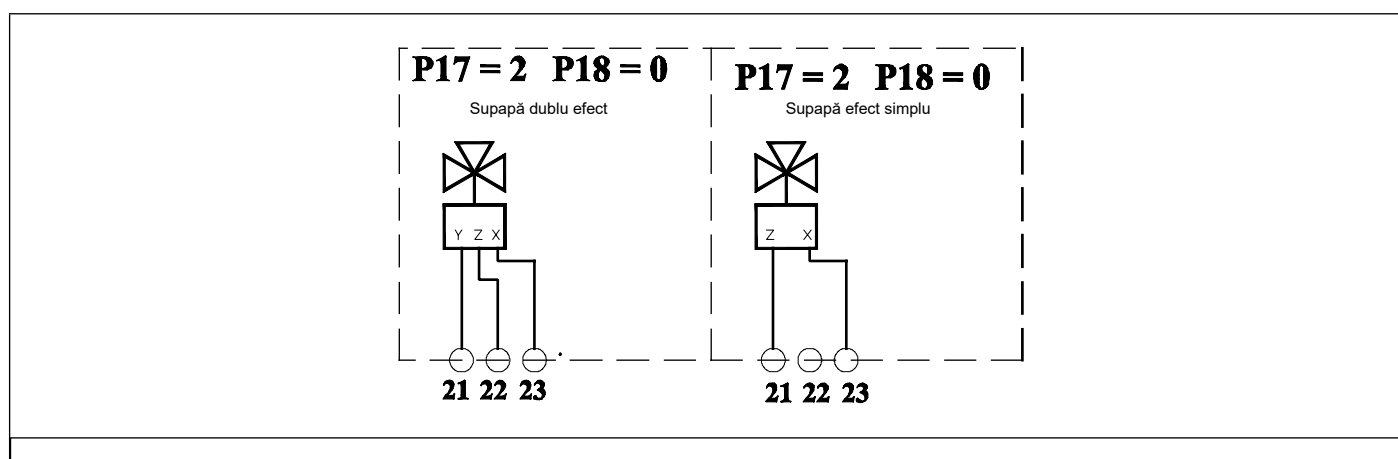 P17 = 2 P18 = 0
Supapă dublu efect
Y Z X
21 22 23
P17 = 2 P18 = 0
Supapă efect simplu
Z X
21 22 23